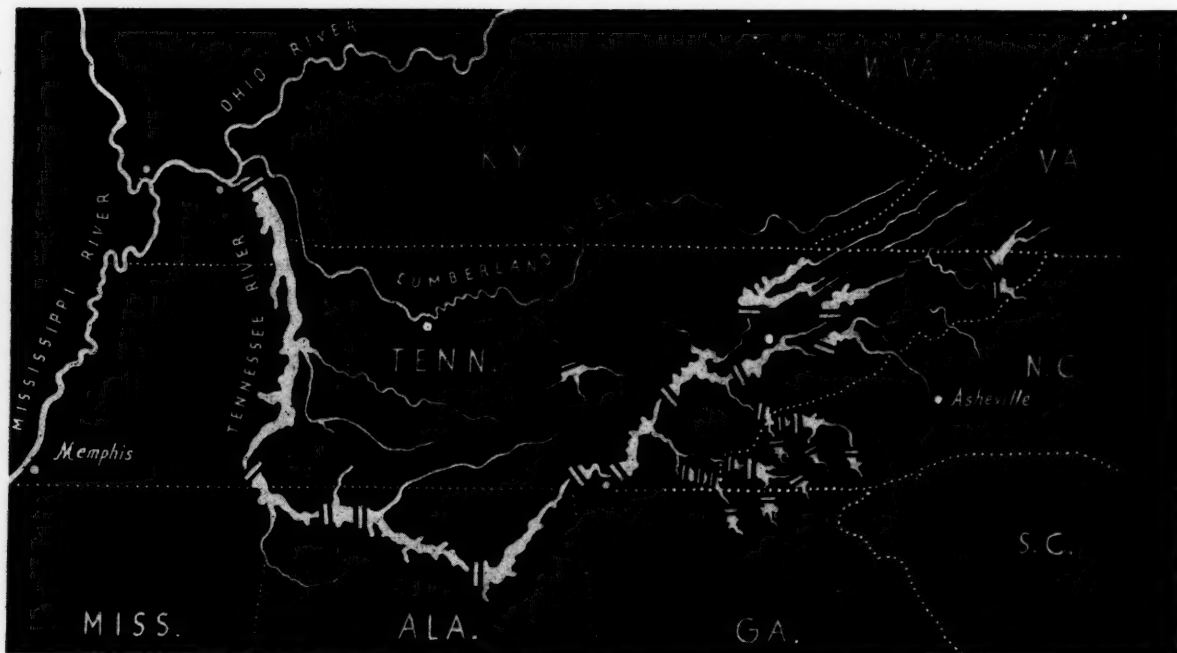 OHIO RIVER
W. VA
KY
VA
MISSISSIPPI RIVER
TENNESSEE RIVER
CUMBERLAND
TENN.
N.C.
Asheville
Memphis
S.C.
MISS.
ALA.
GA.